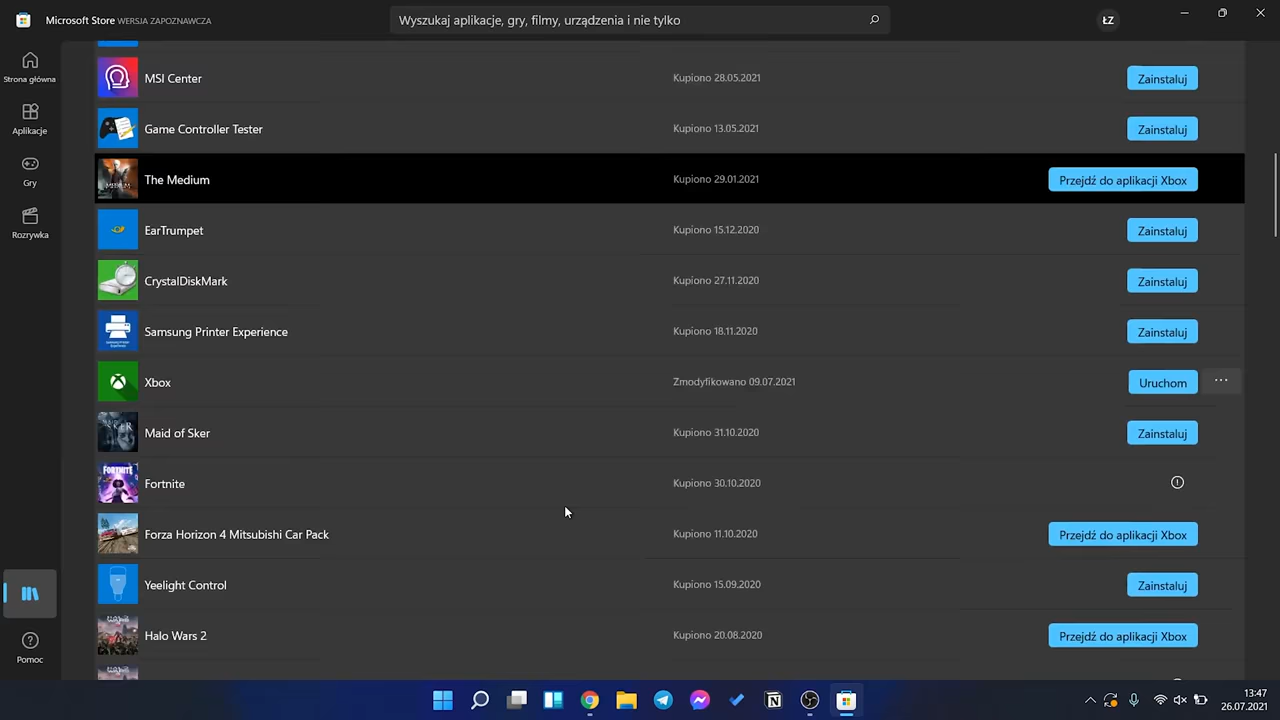 Microsoft Store WERSJA ZAPOZNAWCZA
Wyszukaj aplikacje, gry, filmy, urządzenia i nie tylko
ŁZ
Strona główna
Aplikacje
Gry
Rozrywka
Pomoc
MSI Center Kupiono 28.05.2021 Zainstaluj
Game Controller Tester Kupiono 13.05.2021 Zainstaluj
The Medium Kupiono 29.01.2021 Przejdź do aplikacji Xbox
EarTrumpet Kupiono 15.12.2020 Zainstaluj
CrystalDiskMark Kupiono 27.11.2020 Zainstaluj
Samsung Printer Experience Kupiono 18.11.2020 Zainstaluj
Xbox Zmodyfikowano 09.07.2021 Uruchom ...
Maid of Sker Kupiono 31.10.2020 Zainstaluj
FORTNITE
Fortnite Kupiono 30.10.2020
Forza Horizon 4 Mitsubishi Car Pack Kupiono 11.10.2020 Przejdź do aplikacji Xbox
Yeelight Control Kupiono 15.09.2020 Zainstaluj
Halo Wars 2 Kupiono 20.08.2020 Przejdź do aplikacji Xbox
13:47
26.07.2021